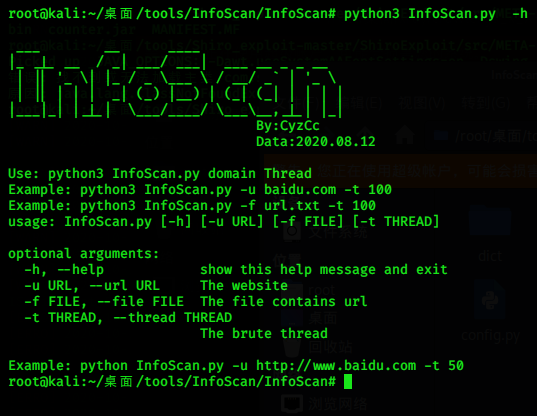 root@kali:~/桌面/tools/InfoScan/InfoScan# python3 InfoScan.py  -h
InfoScan
By:CyzCc
Data:2020.08.12
Use: python3 InfoScan.py domain Thread
Example: python3 InfoScan.py -u baidu.com -t 100
Example: python3 InfoScan.py -f url.txt -t 100
usage: InfoScan.py [-h] [-u URL] [-f FILE] [-t THREAD]
optional arguments:
-h, --help            show this help message and exit
-u URL, --url URL     The website
-f FILE, --file FILE  The file contains url
-t THREAD, --thread THREAD
The brute thread
Example: python InfoScan.py -u http://www.baidu.com -t 50
root@kali:~/桌面/tools/InfoScan/InfoScan#
dict
config.py